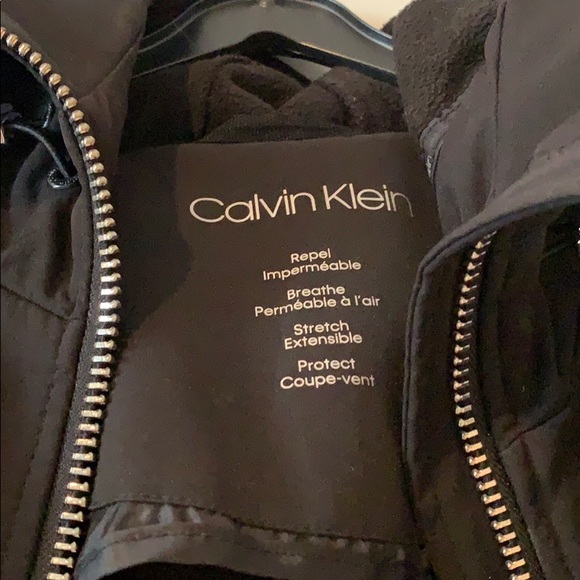 Calvin Klein
Repel
Imperméable
Breathe
Perméable à l'air
Stretch
Extensible
Protect
Coupe-vent